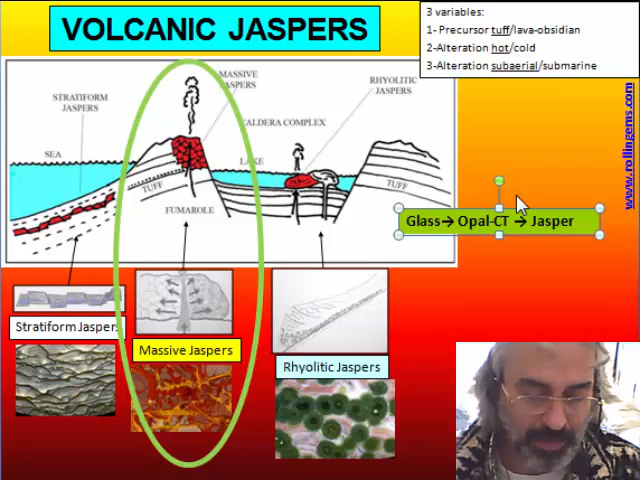 VOLCANIC JASPERS
3 variables:
1- Precursor tuff/lava-obsidian
2-Alteration hot/cold
3-Alteration subaerial/submarine
www.rollingems.com
MASSIVE
JASPERS
RHYOLITIC
JASPERS
STRATIFORM
JASPERS
CALDERA COMPLEX
SEA
LAKE
TUFF
TUFF
FUMAROLE
Glass→ Opal-CT → Jasper
Stratiform Jaspers
Massive Jaspers
Rhyolitic Jaspers